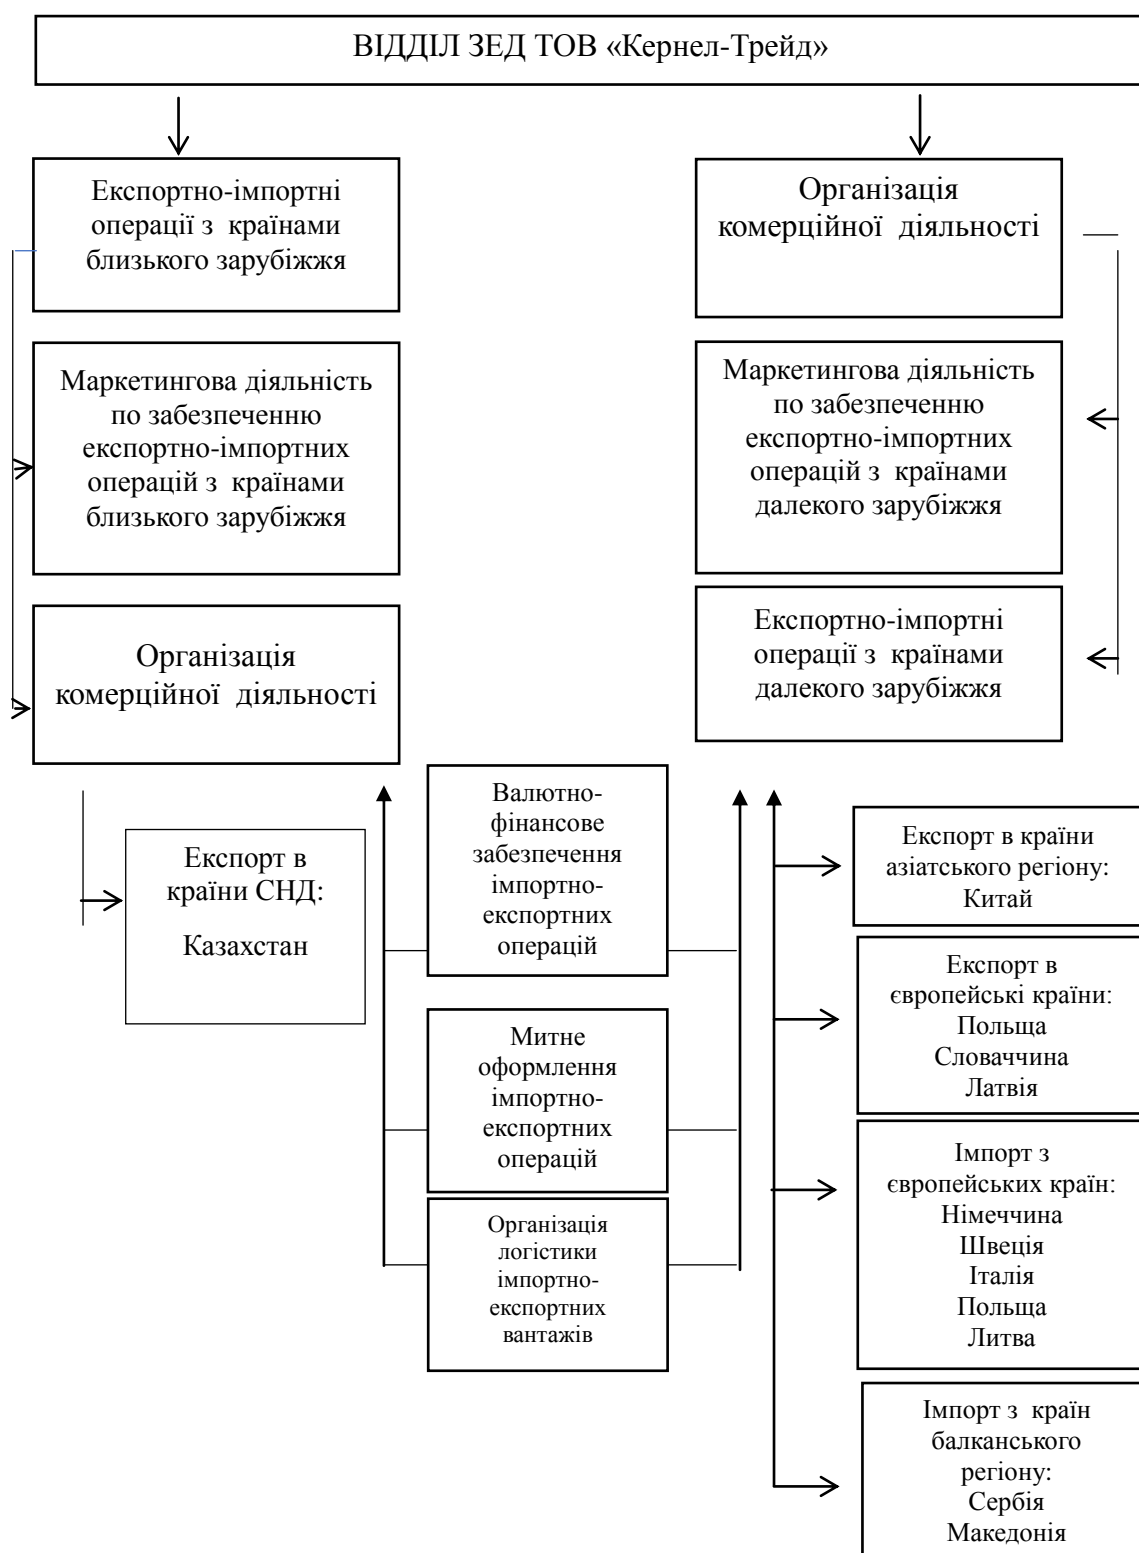 ВІДДІЛ ЗЕД ТОВ «Кернел-Трейд»
Експортно-імпортні
операції з країнами
близького зарубіжжя
Організація
комерційної діяльності
Маркетингова діяльність
по забезпеченню
експортно-імпортних
операцій з країнами
близького зарубіжжя
Маркетингова діяльність
по забезпеченню
експортно-імпортних
операцій з країнами
далекого зарубіжжя
Організація
комерційної діяльності
Експортно-імпортні
операції з країнами
далекого зарубіжжя
Експорт в
країни СНД:
Казахстан
Валютно-
фінансове
забезпечення
імпортно-
експортних
операцій
Митне
оформлення
імпортно-
експортних
операцій
Організація
логістики
імпортно-
експортних
вантажів
Експорт в країни
азіатського регіону:
Китай
Експорт в
європейські країни:
Польща
Словаччина
Латвія
Імпорт з
європейських країн:
Німеччина
Швеція
Італія
Польща
Литва
Імпорт з країн
балканського
регіону:
Сербія
Македонія